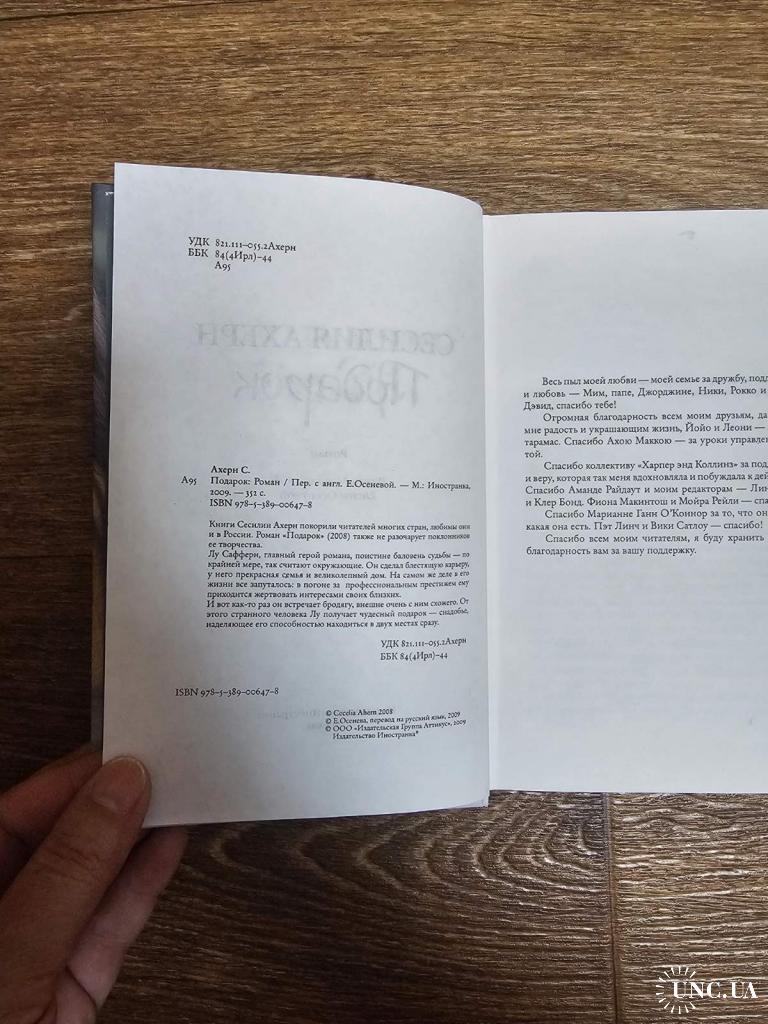 УДК 821.111–055.2Ахерн
ББК 84(4Ирл)–44
А95
СЕСИЛИЯ АХЕРН
Подарок
Роман
Ахерн С.
А95 Подарок: Роман / Пер. с англ. Е.Осеневой. — М.: Иностранка,
2009. — 352 с.
ISBN 978–5–389–00647–8
Книги Сесилии Ахерн покорили читателей многих стран, любимы они
и в России. Роман «Подарок» (2008) также не разочарует поклонников
ее творчества.
Лу Сафферн, главный герой романа, поистине баловень судьбы — по
крайней мере, так считают окружающие. Он сделал блестящую карьеру,
у него прекрасная семья и великолепный дом. На самом же деле в его
жизни все запуталось: в погоне за профессиональным престижем ему
приходится жертвовать интересами своих близких.
И вот как-то раз он встречает бродягу, внешне очень с ним схожего. От
этого странного человека Лу получает чудесный подарок — снадобье,
наделяющее его способностью находиться в двух местах сразу.
УДК 821.111–055.2Ахерн
ББК 84(4Ирл)–44
ISBN 978–5–389–00647–8
© Cecelia Ahern 2008
© Е.Осенева, перевод на русский язык, 2009
© ООО «Издательская Группа Аттикус», 2009
Издательство Иностранка®
Весь пыл моей любви — моей семье за дружбу, подд
и любовь — Мим, папе, Джорджине, Ники, Рокко и
Дэвид, спасибо тебе!
Огромная благодарность всем моим друзьям, да
мне радость и украшающим жизнь, Йойо и Леони —
тарамас. Спасибо Ахою Маккою — за уроки управлен
той.
Спасибо коллективу «Харпер энд Коллинз» за под
и веру, которая так меня вдохновляла и побуждала к дей
Спасибо Аманде Райдаут и моим редакторам — Лин
и Клер Бонд. Фиона Макинтош и Мойра Рейли — спа
Спасибо Марианне Ганн О'Коннор за то, что он
какая она есть. Пэт Линч и Вики Сатлоу — спасибо!
Спасибо всем моим читателям, я буду хранить
благодарность вам за вашу поддержку.
UNC.UA